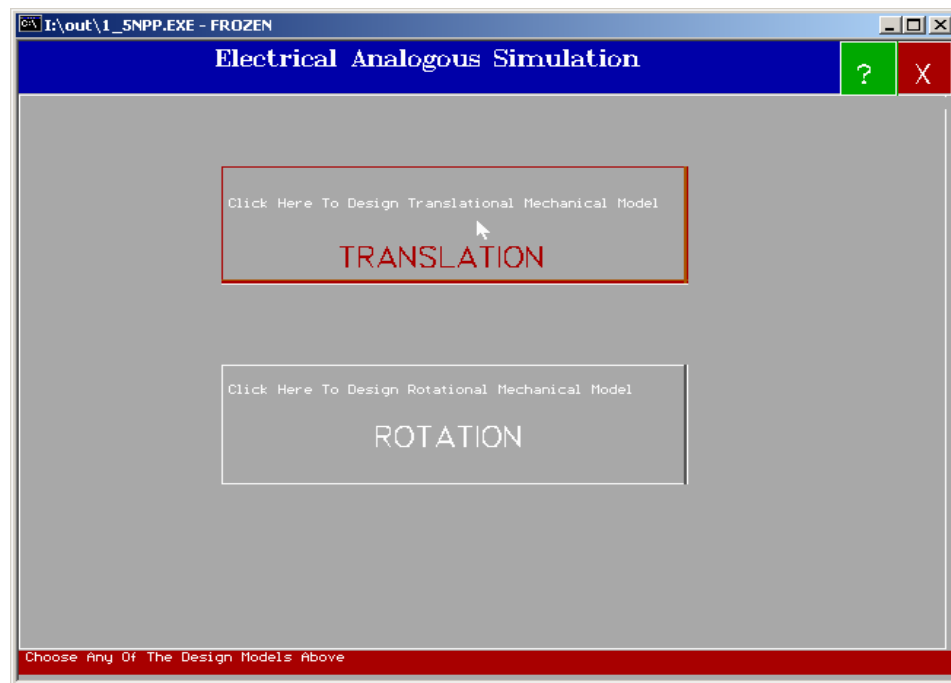 I:\out\1_5NPP.EXE - FROZEN
Electrical Analogous Simulation
? X
Click Here To Design Translational Mechanical Model
TRANSLATION
Click Here To Design Rotational Mechanical Model
ROTATION
Choose Any Of The Design Models Above